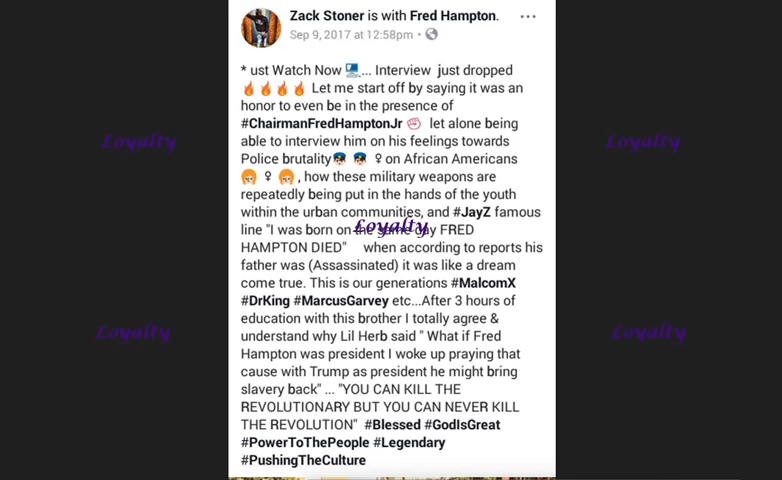 Zack Stoner is with Fred Hampton.
Sep 9, 2017 at 12:58pm
* ust Watch Now 💻... Interview just dropped
🔥🔥🔥🔥 Let me start off by saying it was an
honor to even be in the presence of
#ChairmanFredHamptonJr ✊ let alone being
able to interview him on his feelings towards
Police brutality👮 👮 ♀ on African Americans
♀ , how these military weapons are
repeatedly being put in the hands of the youth
within the urban communities, and #JayZ famous
line "I was born on the same day FRED
HAMPTON DIED" when according to reports his
father was (Assassinated) it was like a dream
come true. This is our generations #MalcomX
#DrKing #MarcusGarvey etc...After 3 hours of
education with this brother I totally agree &
understand why Lil Herb said " What if Fred
Hampton was president I woke up praying that
cause with Trump as president he might bring
slavery back" ... "YOU CAN KILL THE
REVOLUTIONARY BUT YOU CAN NEVER KILL
THE REVOLUTION" #Blessed #GodIsGreat
#PowerToThePeople #Legendary
#PushingTheCulture
Loyalty
Loyalty
Loyalty
Loyalty
Loyalty